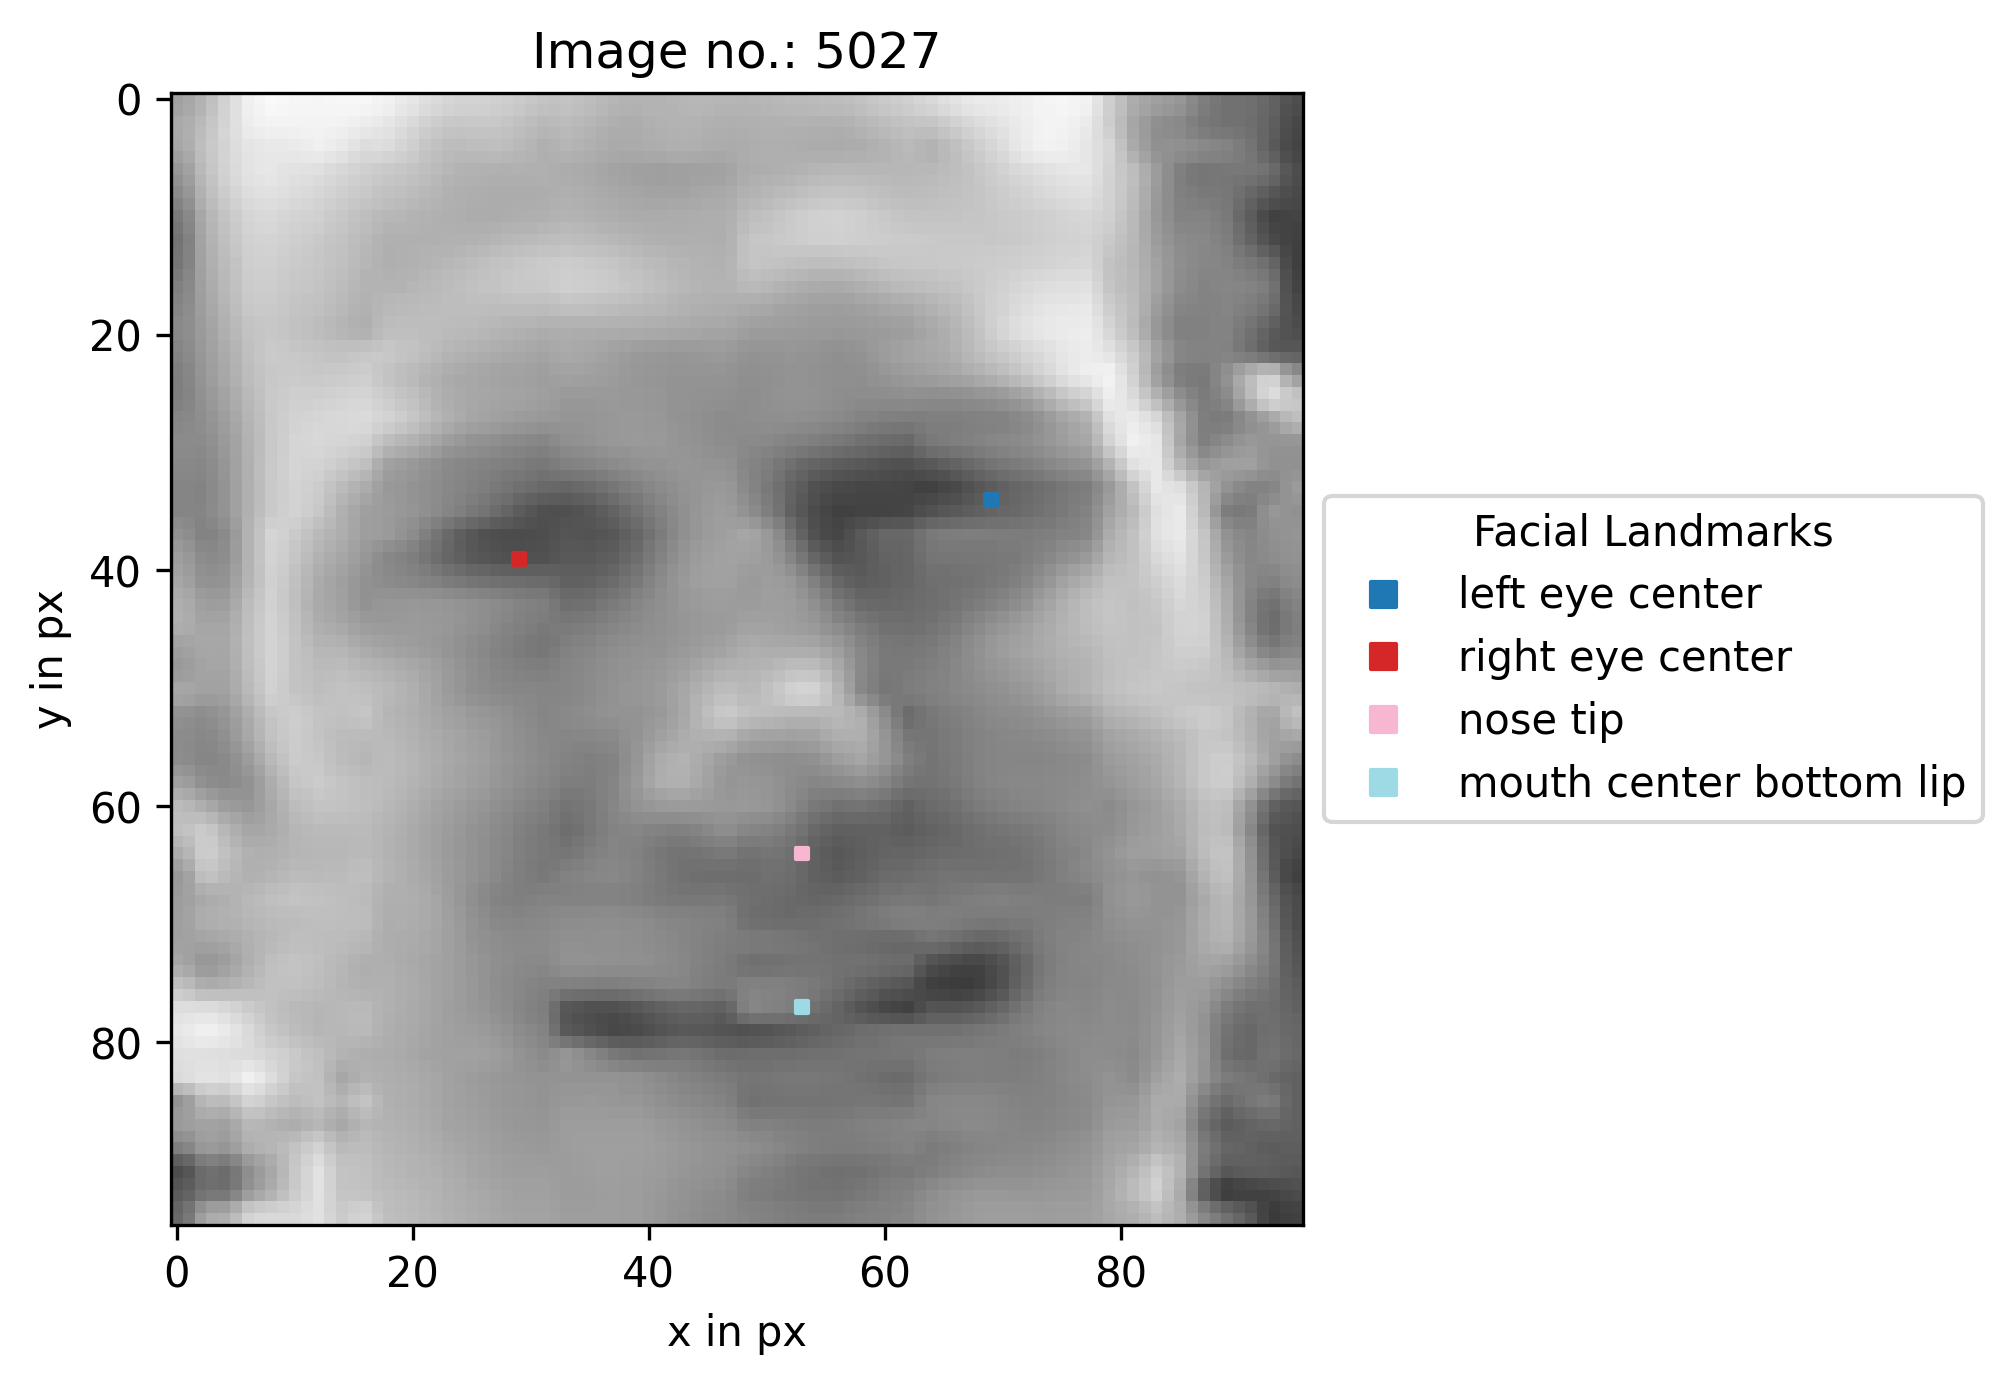 Image no.: 5027
0
20
40
60
80
y in px
0 20 40 60 80
x in px
Facial Landmarks
left eye center
right eye center
nose tip
mouth center bottom lip